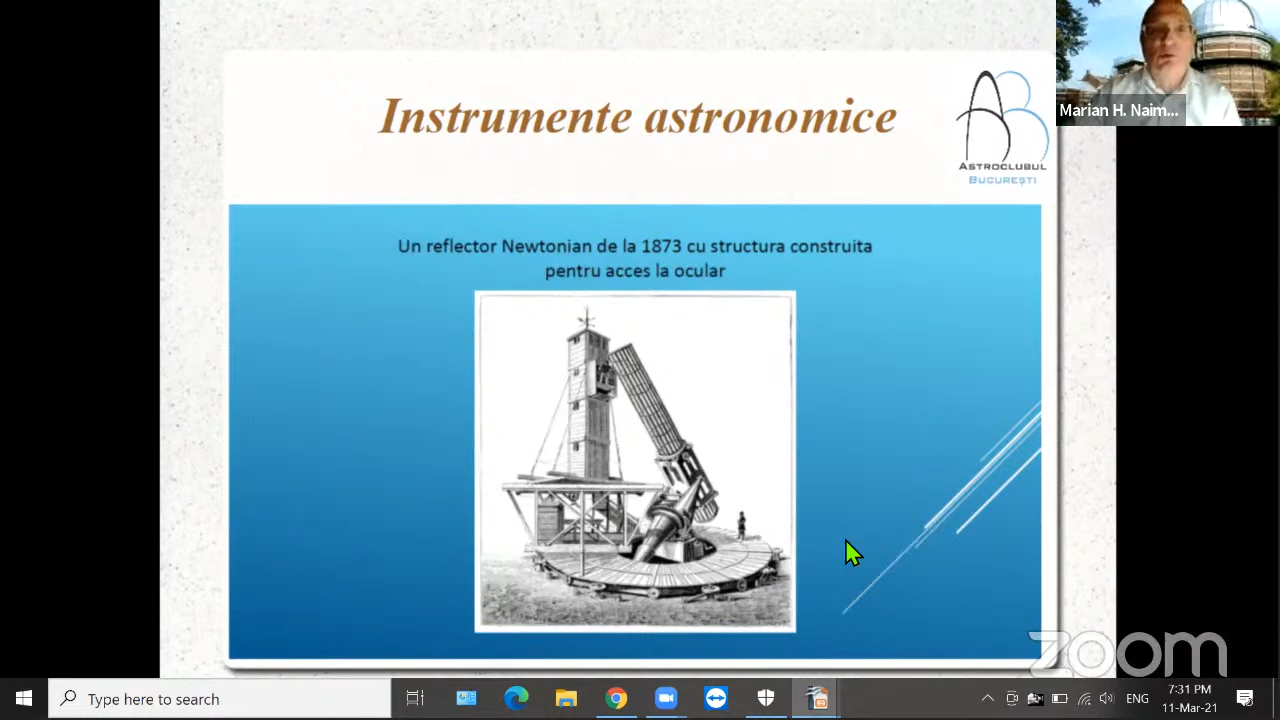 Instrumente astronomice
ASTROCLUBUL
BUCUREȘTI
Marian H. Naim...
Un reflector Newtonian de la 1873 cu structura construita
pentru acces la ocular
zoom
Type here to search
ENG
7:31 PM
11-Mar-21